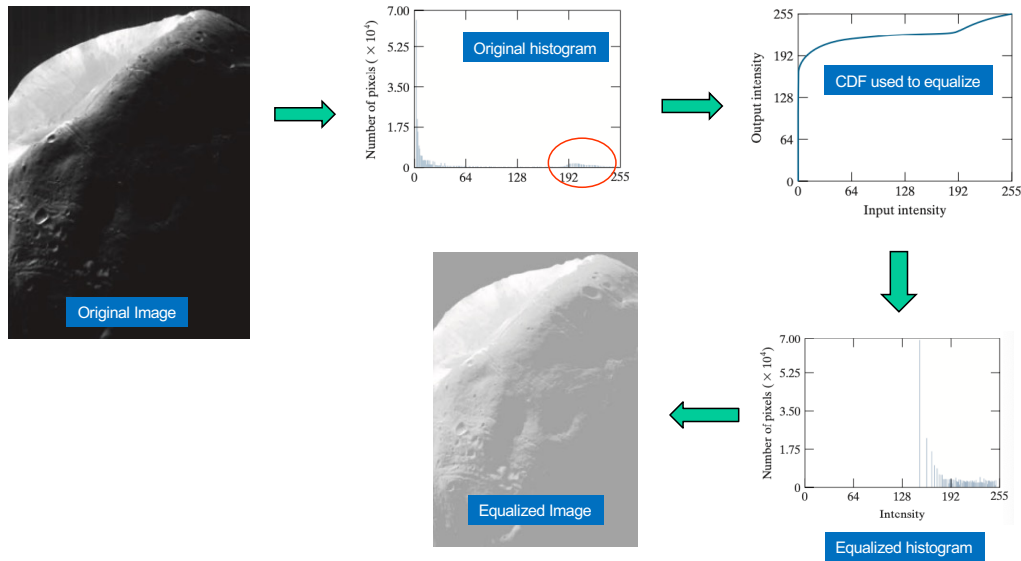 Original Image
Number of pixels ( × 10⁴)
7.00
5.25
3.50
1.75
0
Original histogram
0 64 128 192 255
Output intensity
255
192
128
64
0
CDF used to equalize
0 64 128 192 255
Input intensity
Equalized Image
Number of pixels ( × 10⁴)
7.00
5.25
3.50
1.75
0
0 64 128 192 255
Intensity
Equalized histogram